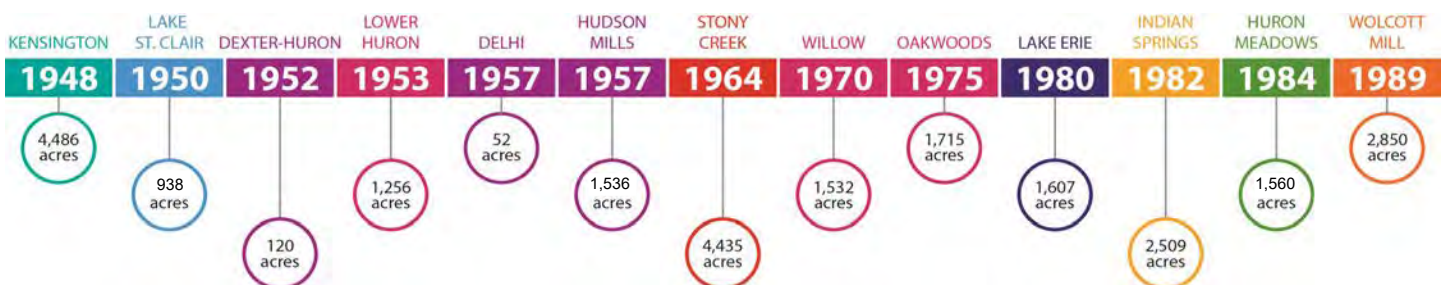 KENSINGTON
1948
4,486
acres
LAKE
ST. CLAIR
1950
938
acres
DEXTER-HURON
1952
120
acres
LOWER
HURON
1953
1,256
acres
DELHI
1957
52
acres
HUDSON
MILLS
1957
1,536
acres
STONY
CREEK
1964
4,435
acres
WILLOW
1970
1,532
acres
OAKWOODS
1975
1,715
acres
LAKE ERIE
1980
1,607
acres
INDIAN
SPRINGS
1982
2,509
acres
HURON
MEADOWS
1984
1,560
acres
WOLCOTT
MILL
1989
2,850
acres